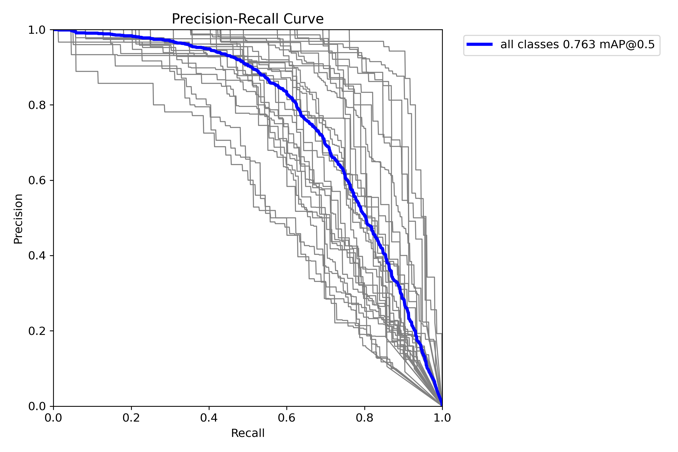 Precision-Recall Curve
all classes 0.763 mAP@0.5
1.0
0.8
0.6
0.4
0.2
0.0
Precision
0.0 0.2 0.4 0.6 0.8 1.0
Recall